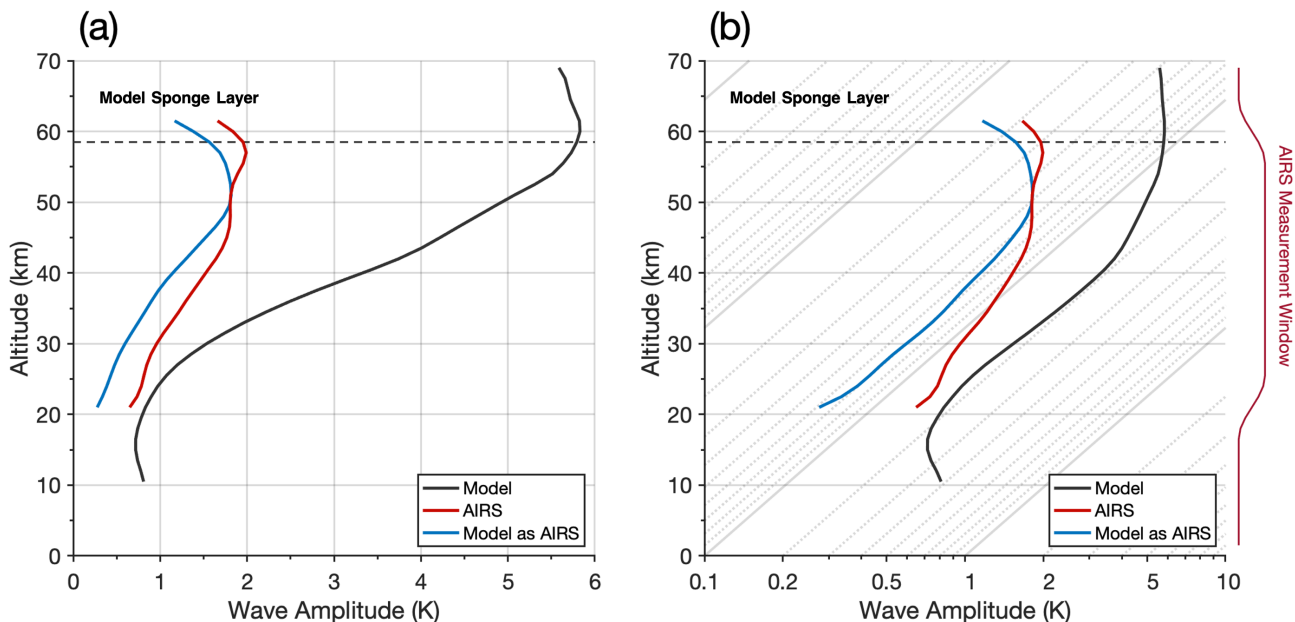 (a)
70
60
50
40
30
20
10
0
Altitude (km)
Model Sponge Layer
Model
AIRS
Model as AIRS
0 1 2 3 4 5 6
Wave Amplitude (K)
(b)
70
60
50
40
30
20
10
0
Altitude (km)
Model Sponge Layer
Model
AIRS
Model as AIRS
0.1 0.2 0.5 1 2 5 10
Wave Amplitude (K)
AIRS Measurement Window